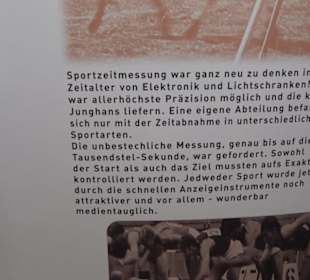 Sportzeitmessung war ganz neu zu denken in
Zeitalter von Elektronik und Lichtschranken!
war allerhöchste Präzision möglich und die k
Junghans liefern. Eine eigene Abteilung befa
sich nur mit der Zeitabnahme in unterschiedlich
Sportarten.
Die unbestechliche Messung, genau bis auf die
Tausendstel-Sekunde, war gefordert. Sowohl
der Start als auch das Ziel mussten aufs Exakt
kontrolliert werden. Jedweder Sport wurde jet
durch die schnellen Anzeigeinstrumente noch
attraktiver und vor allem - wunderbar
medientauglich.